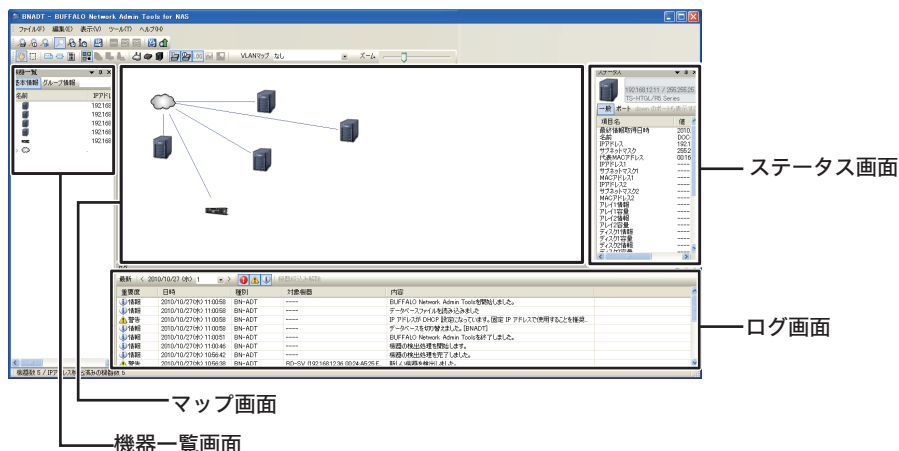 BNADT - BUFFALO Network Admin Tools for NAS
ファイル(F) 編集(E) 表示(V) ツール(T) ヘルプ(H)
VLANマップ なし
ズーム
基本情報 グループ情報
名前 IPアドレ
192.168
192.168
192.168
192.168
192.168
ステータス
192.168.12.11 / 255.255.25
TS-HTGL/R5 Series
一般 ポート
項目名 値
最終情報取得日時 2010.
名前 DOC-
IPアドレス 192.1
サブネットマスク 255.2
代表MACアドレス 00:16
IPアドレス1 ----
サブネットマスク1 ----
MACアドレス1 ----
IPアドレス2 ----
サブネットマスク2 ----
MACアドレス2 ----
アレイ1情報 ----
アレイ1容量 ----
アレイ2情報 ----
アレイ2容量 ----
ディスク1情報 ----
ディスク1容量 ----
ディスク2情報 ----
ステータス画面
最新 < 2010/10/27 (水) 1 > 機器絞込み解除
重要度 日時 種別 対象機器 内容
情報 2010/10/27(水) 11:00:58 BN-ADT ---- BUFFALO Network Admin Toolsを開始しました。
情報 2010/10/27(水) 11:00:58 BN-ADT ---- データベースファイルを読み込みました
警告 2010/10/27(水) 11:00:58 BN-ADT ---- IP アドレスが DHCP 設定になっています。固定 IP アドレスで使用することを推奨...
情報 2010/10/27(水) 11:00:58 BN-ADT ---- データベースを切り替えました。[BNADT]
情報 2010/10/27(水) 11:00:51 BN-ADT ---- BUFFALO Network Admin Toolsを終了しました。
情報 2010/10/27(水) 11:00:46 BN-ADT ---- 機器の検出処理を開始します。
情報 2010/10/27(水) 10:56:42 BN-ADT ---- 機器の検出処理を完了しました。
警告 2010/10/27(水) 10:56:38 BN-ADT 新しい機器を検出しました。
ログ画面
マップ画面
機器一覧画面